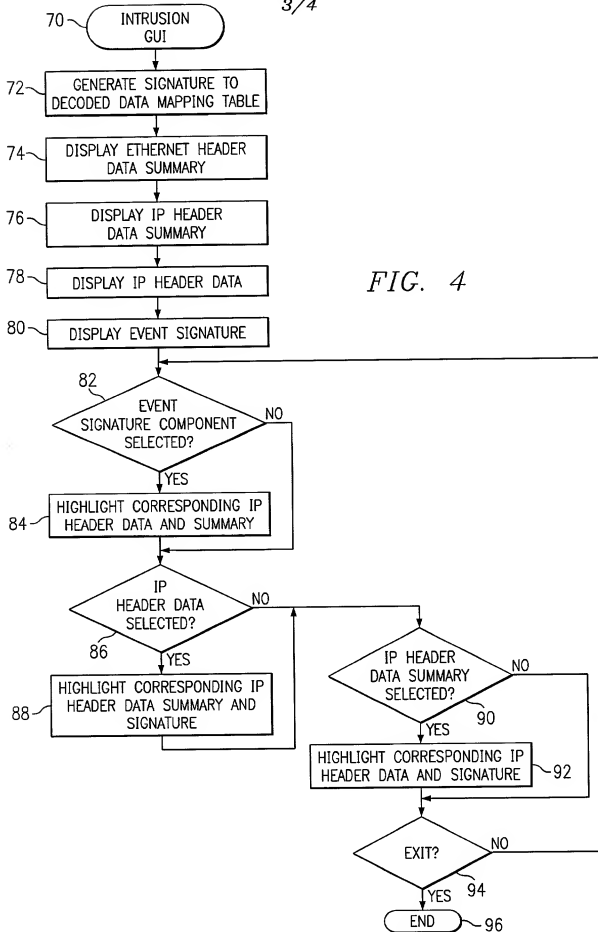 3/4
70
INTRUSION
GUI
72
GENERATE SIGNATURE TO
DECODED DATA MAPPING TABLE
74
DISPLAY ETHERNET HEADER
DATA SUMMARY
76
DISPLAY IP HEADER
DATA SUMMARY
78
DISPLAY IP HEADER DATA
FIG. 4
80
DISPLAY EVENT SIGNATURE
82
EVENT
SIGNATURE COMPONENT
SELECTED?
NO
YES
84
HIGHLIGHT CORRESPONDING IP
HEADER DATA AND SUMMARY
IP
HEADER DATA
SELECTED?
NO
86
YES
88
HIGHLIGHT CORRESPONDING IP
HEADER DATA SUMMARY AND
SIGNATURE
IP HEADER
DATA SUMMARY
SELECTED?
NO
90
YES
HIGHLIGHT CORRESPONDING IP
HEADER DATA AND SIGNATURE
92
EXIT?
NO
94
YES
END
96